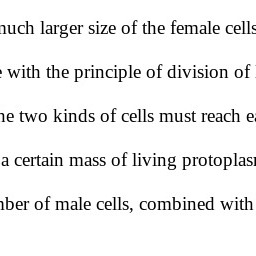 much larger size of the female cells
with the principle of division of
two kinds of cells must reach
a certain mass of living protoplasm
of male cells, combined with